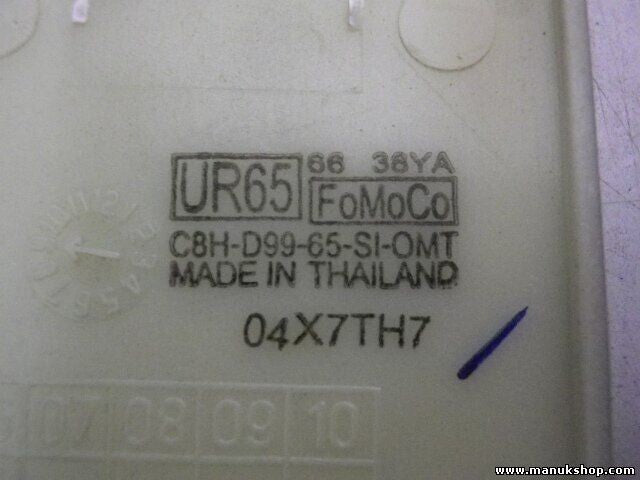 UR65 66 38YA
FoMoCo
C8H-D99-65-SI-OMT
MADE IN THAILAND
04X7TH7
07 08 09 10
www.manukshop.com